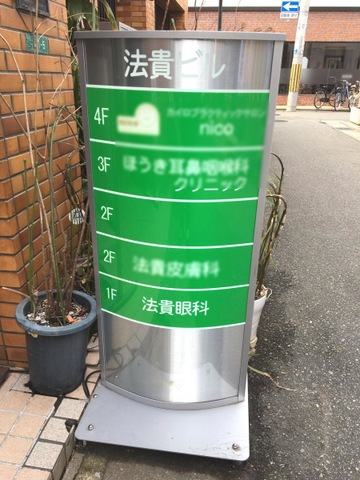 法貴ビル
4F
カイロプラクティックサロン
nico
3F
ほうき耳鼻咽喉科
クリニック
2F
2F
法貴皮膚科
1F
法貴眼科